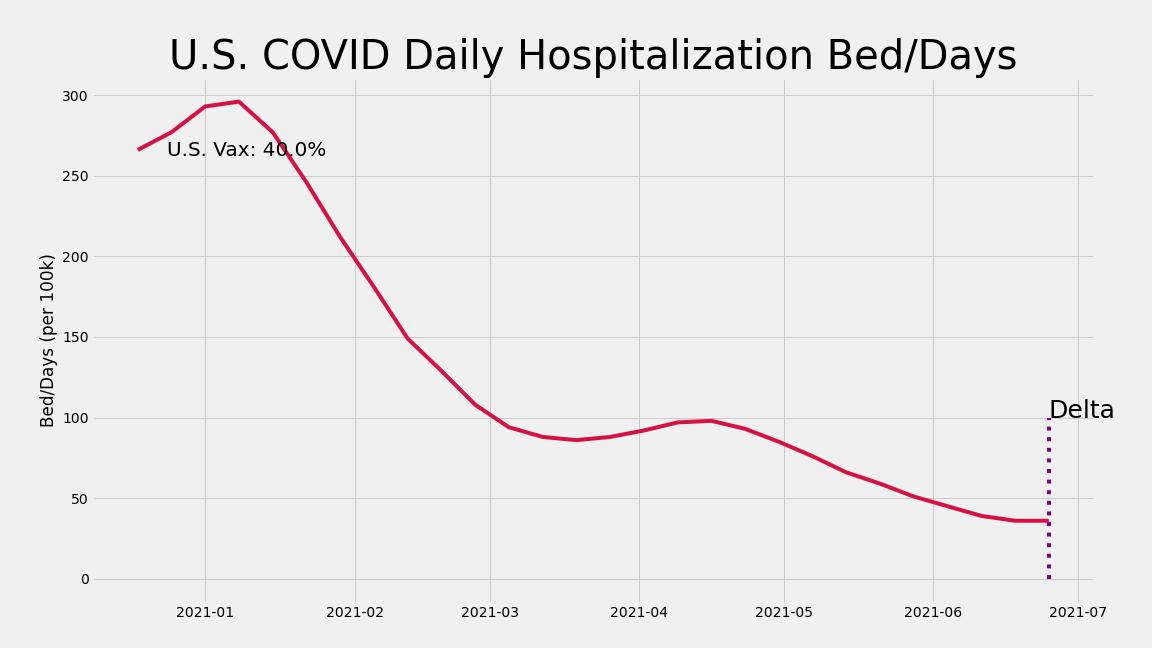 U.S. COVID Daily Hospitalization Bed/Days
300
U.S. Vax: 40.0%
250
200
150
100
50
0
Bed/Days (per 100k)
Delta
2021-01 2021-02 2021-03 2021-04 2021-05 2021-06 2021-07